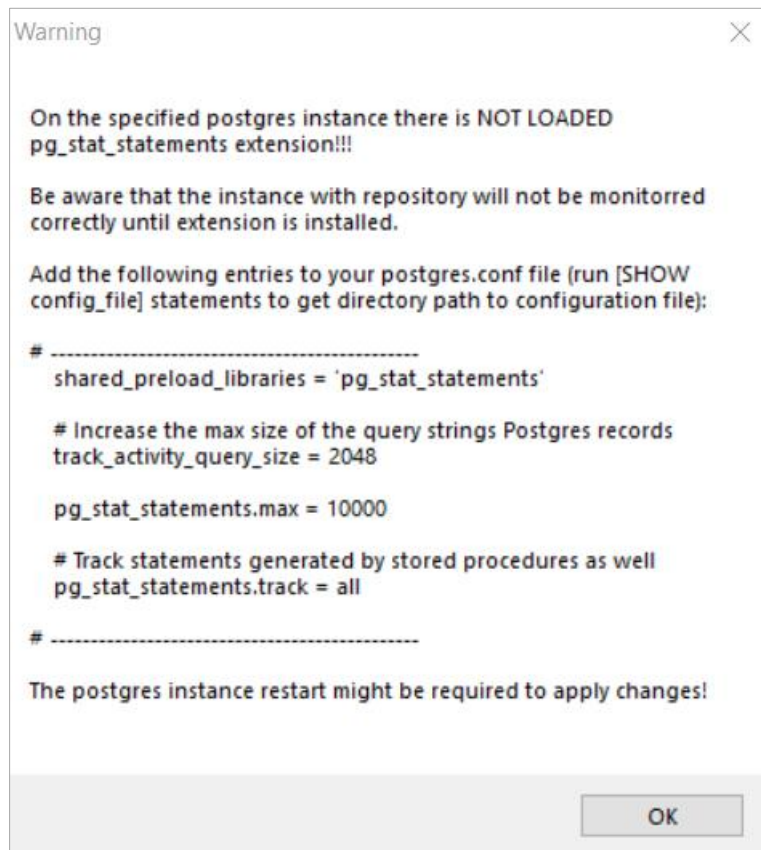 Warning
On the specified postgres instance there is NOT LOADED
pg_stat_statements extension!!!
Be aware that the instance with repository will not be monitorred
correctly until extension is installed.
Add the following entries to your postgres.conf file (run [SHOW
config_file] statements to get directory path to configuration file):
# ----------------------------------------------
shared_preload_libraries = 'pg_stat_statements'
# Increase the max size of the query strings Postgres records
track_activity_query_size = 2048
pg_stat_statements.max = 10000
# Track statements generated by stored procedures as well
pg_stat_statements.track = all
# ----------------------------------------------
The postgres instance restart might be required to apply changes!
OK